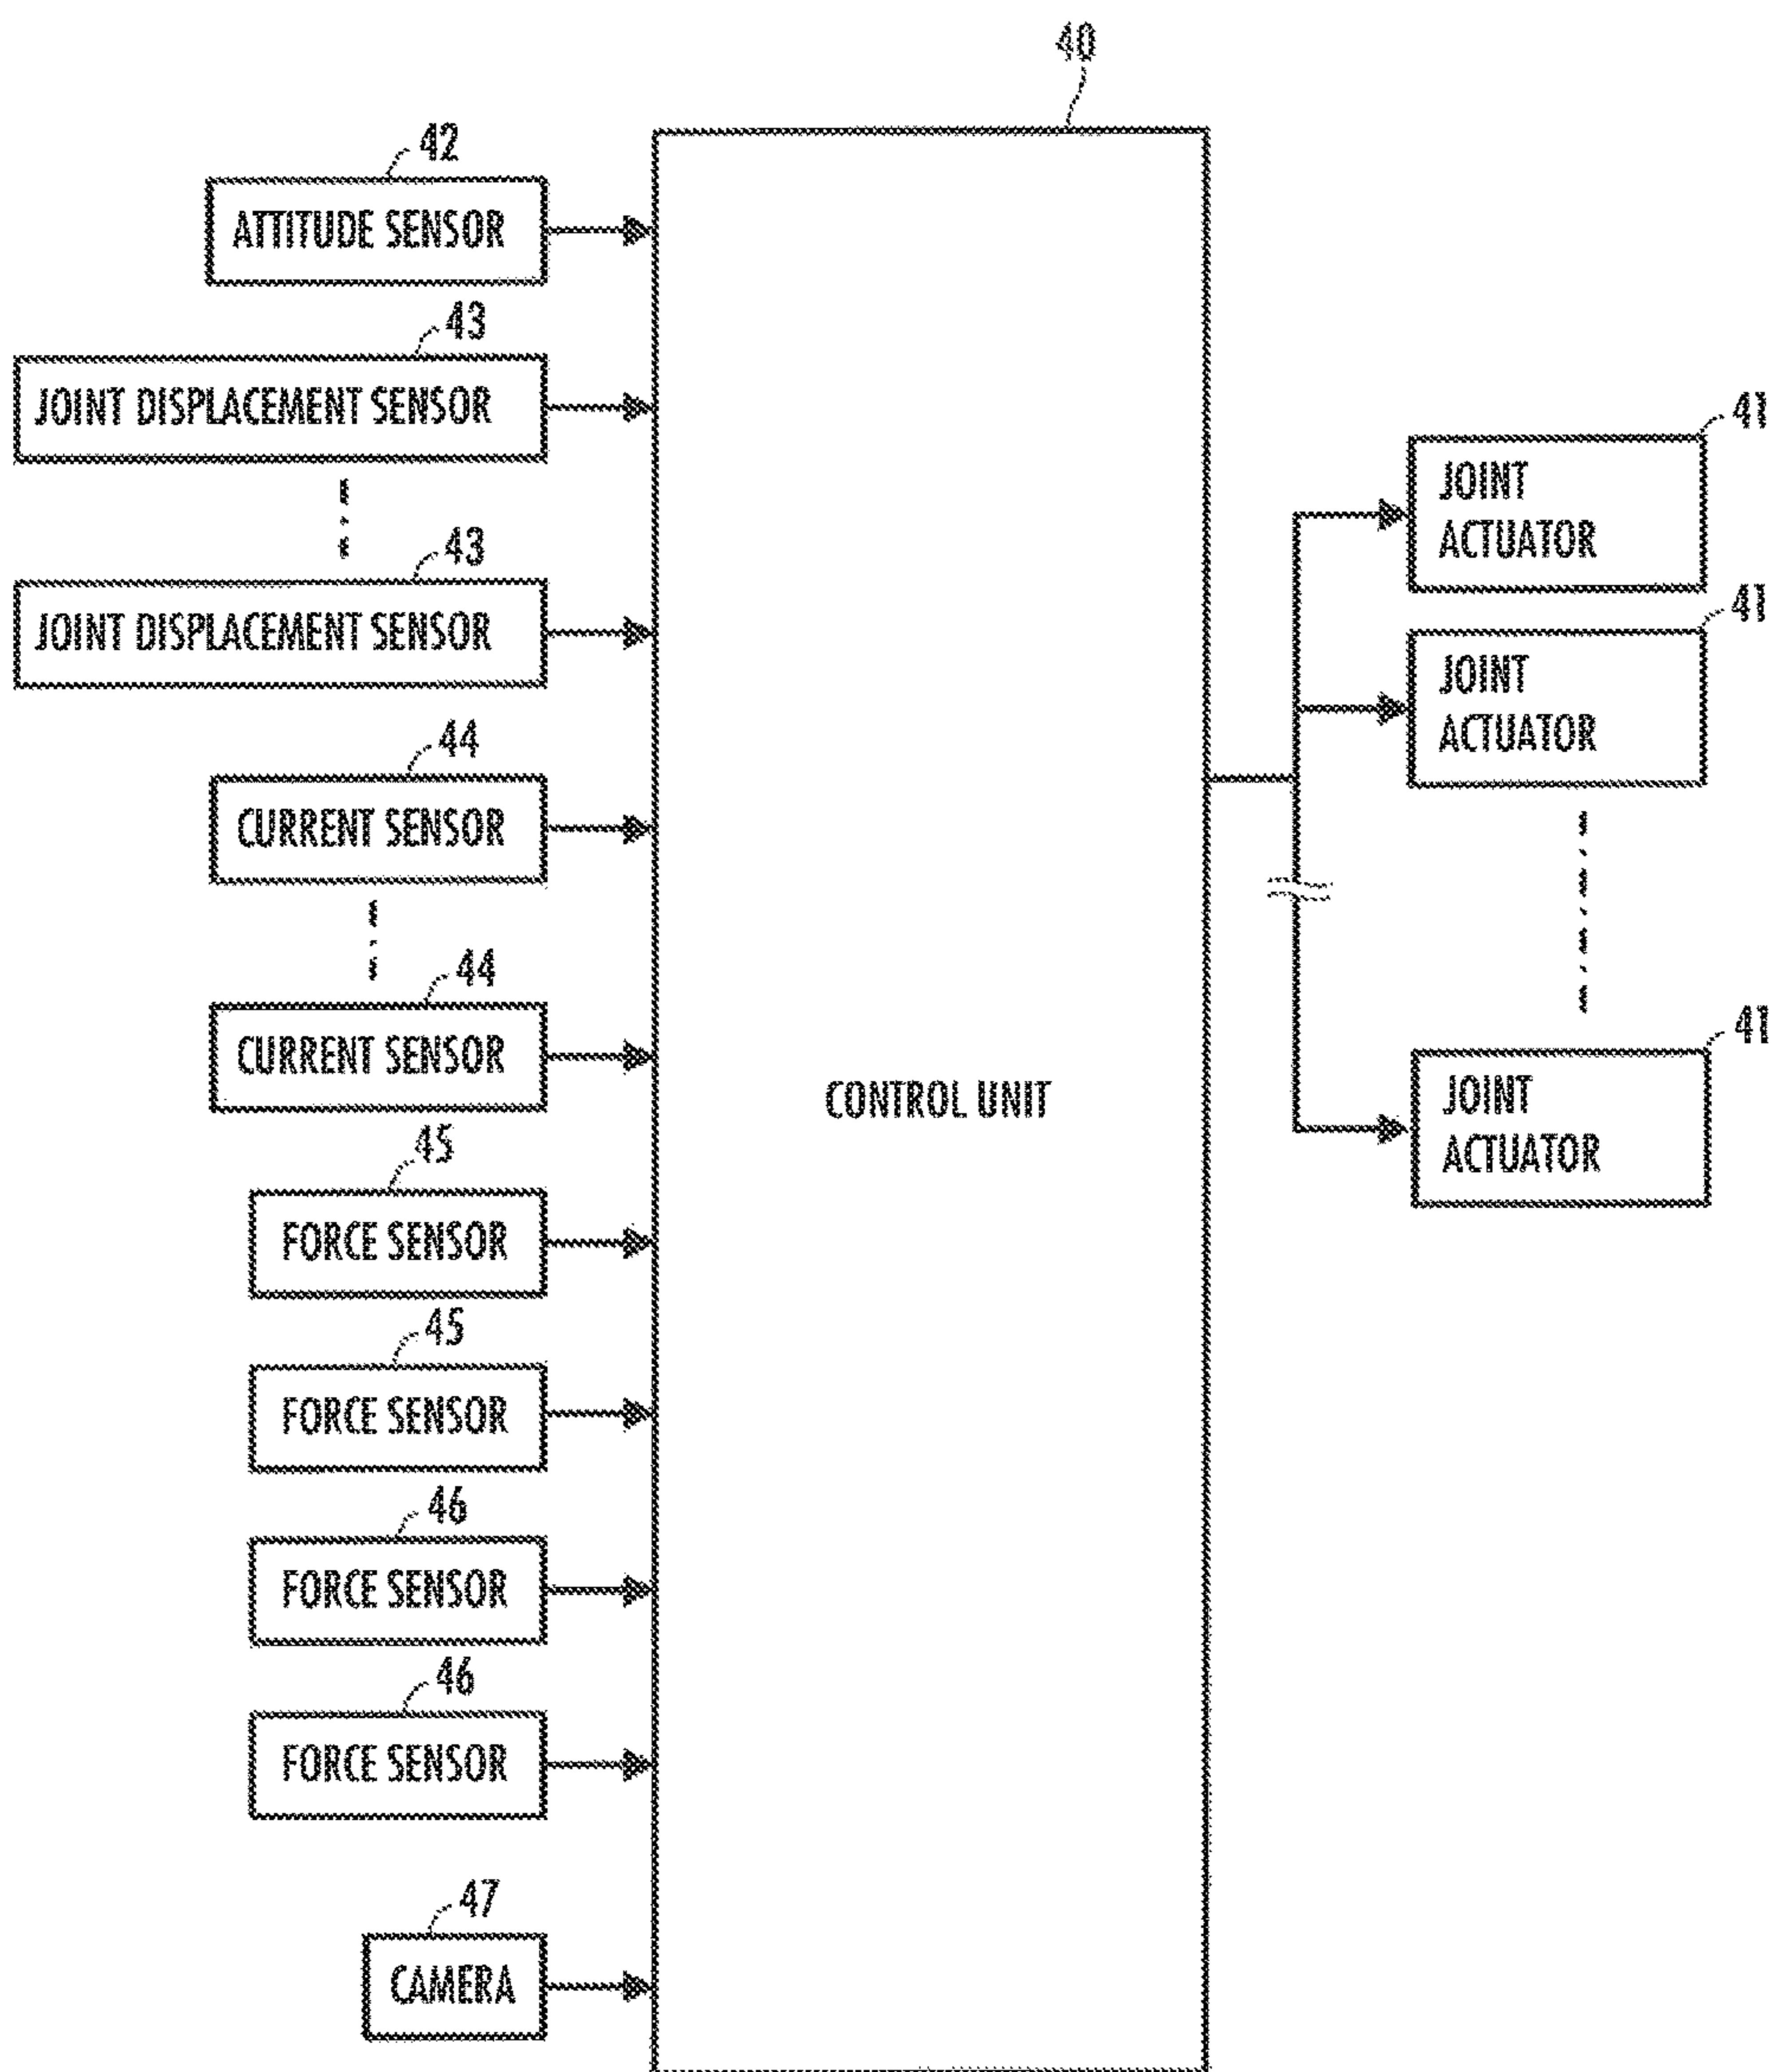 40
42
ATTITUDE SENSOR
43
JOINT DISPLACEMENT SENSOR
43
JOINT DISPLACEMENT SENSOR
44
CURRENT SENSOR
44
CURRENT SENSOR
45
FORCE SENSOR
45
FORCE SENSOR
46
FORCE SENSOR
46
FORCE SENSOR
47
CAMERA
CONTROL UNIT
41
JOINT
ACTUATOR
41
JOINT
ACTUATOR
41
JOINT
ACTUATOR